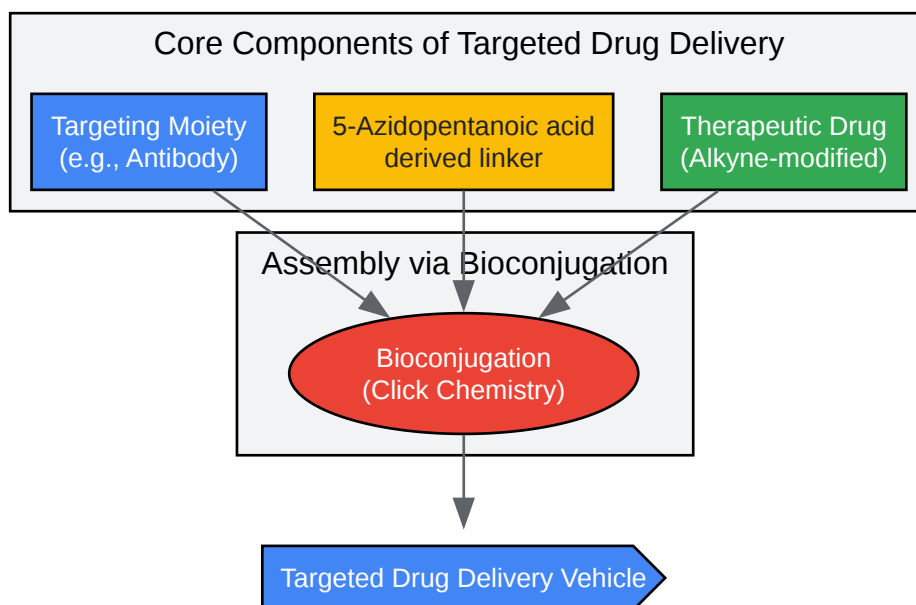 Core Components of Targeted Drug Delivery
Targeting Moiety
(e.g., Antibody)
5-Azidopentanoic acid
derived linker
Therapeutic Drug
(Alkyne-modified)
Assembly via Bioconjugation
Bioconjugation
(Click Chemistry)
Targeted Drug Delivery Vehicle